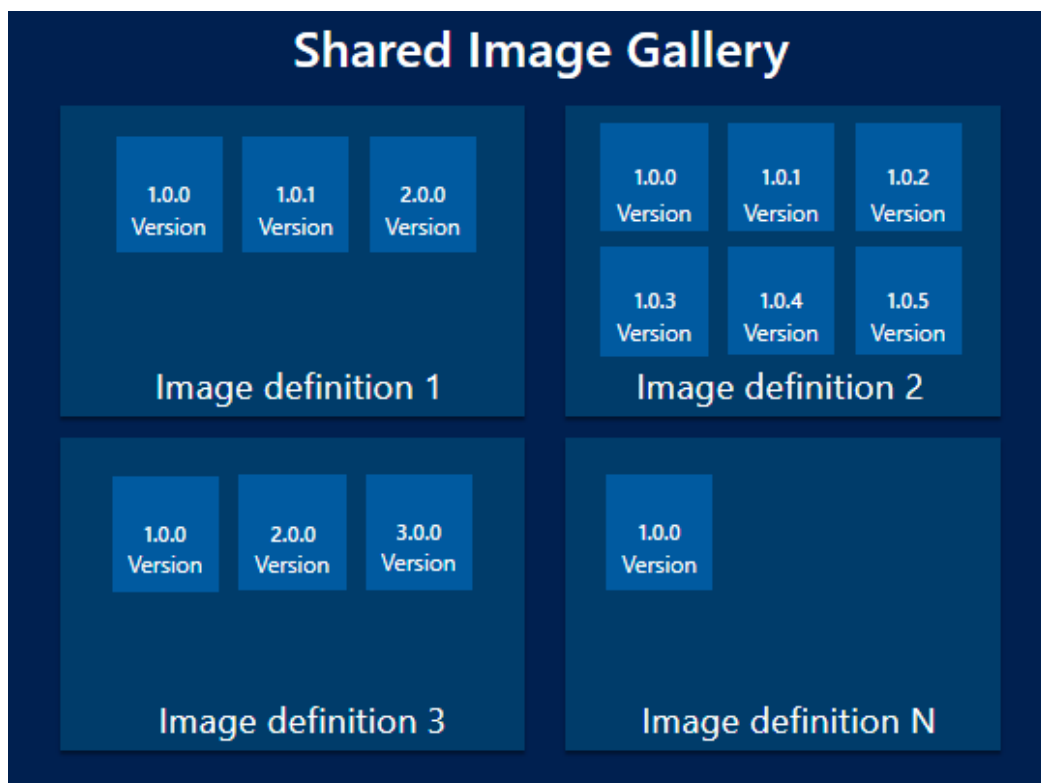 Shared Image Gallery
1.0.0
Version
1.0.1
Version
2.0.0
Version
Image definition 1
1.0.0
Version
1.0.1
Version
1.0.2
Version
1.0.3
Version
1.0.4
Version
1.0.5
Version
Image definition 2
1.0.0
Version
2.0.0
Version
3.0.0
Version
Image definition 3
1.0.0
Version
Image definition N